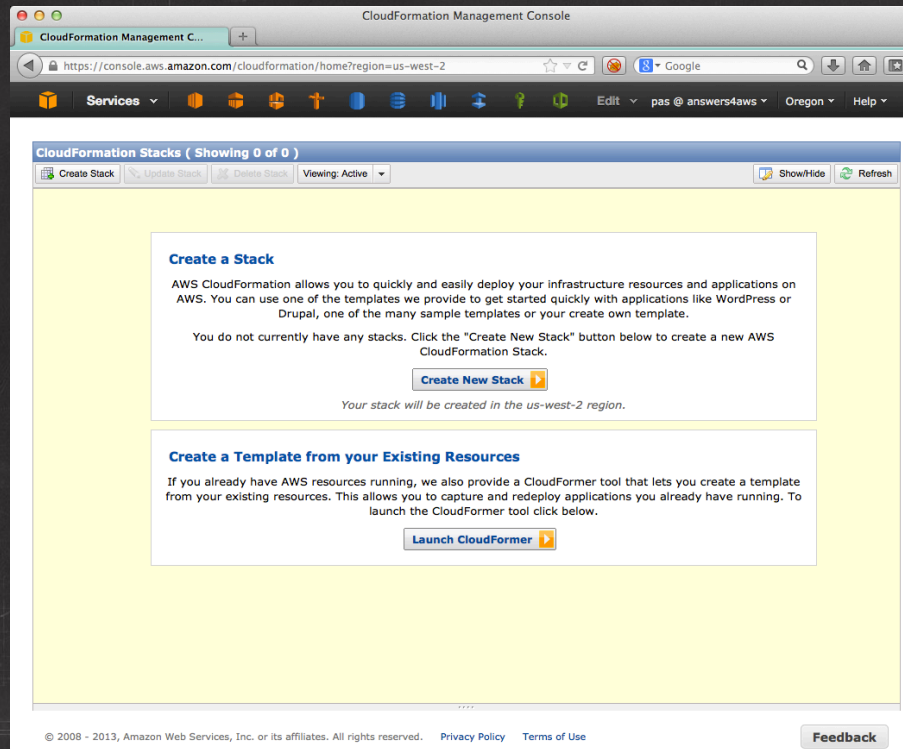 CloudFormation Management Console
CloudFormation Manage­ment C...
https://console.aws.amazon.com/cloudformation/home?region=us-west-2
Google
Services
Edit
pas @ answers4aws
Oregon
Help
CloudFormation Stacks ( Showing 0 of 0 )
Create Stack
Update Stack
Delete Stack
Viewing: Active
Show/Hide
Refresh
Create a Stack
AWS CloudFormation allows you to quickly and easily deploy your infrastructure resources and applications on
AWS. You can use one of the templates we provide to get started quickly with applications like WordPress or
Drupal, one of the many sample templates or your create own template.
You do not currently have any stacks. Click the "Create New Stack" button below to create a new AWS
CloudFormation Stack.
Create New Stack
Your stack will be created in the us-west-2 region.
Create a Template from your Existing Resources
If you already have AWS resources running, we also provide a CloudFormer tool that lets you create a template
from your existing resources. This allows you to capture and redeploy applications you already have running. To
launch the CloudFormer tool click below.
Launch CloudFormer
© 2008 - 2013, Amazon Web Services, Inc. or its affiliates. All rights reserved.
Privacy Policy
Terms of Use
Feedback